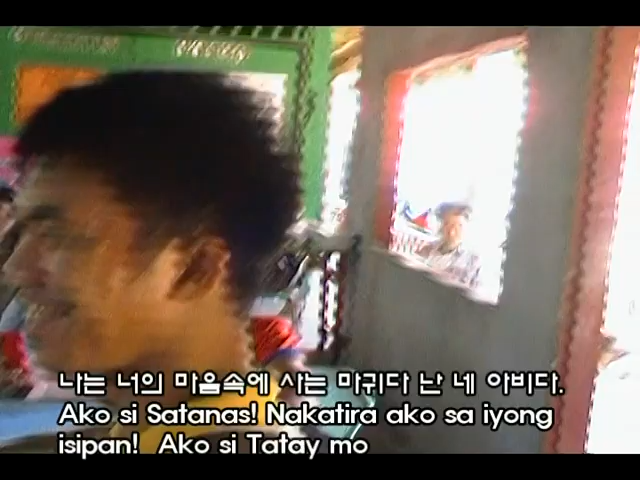 나는 너의 마음속에 사는 마귀다 난 네 아비다.
Ako si Satanas! Nakatira ako sa iyong
isipan!  Ako si Tatay mo